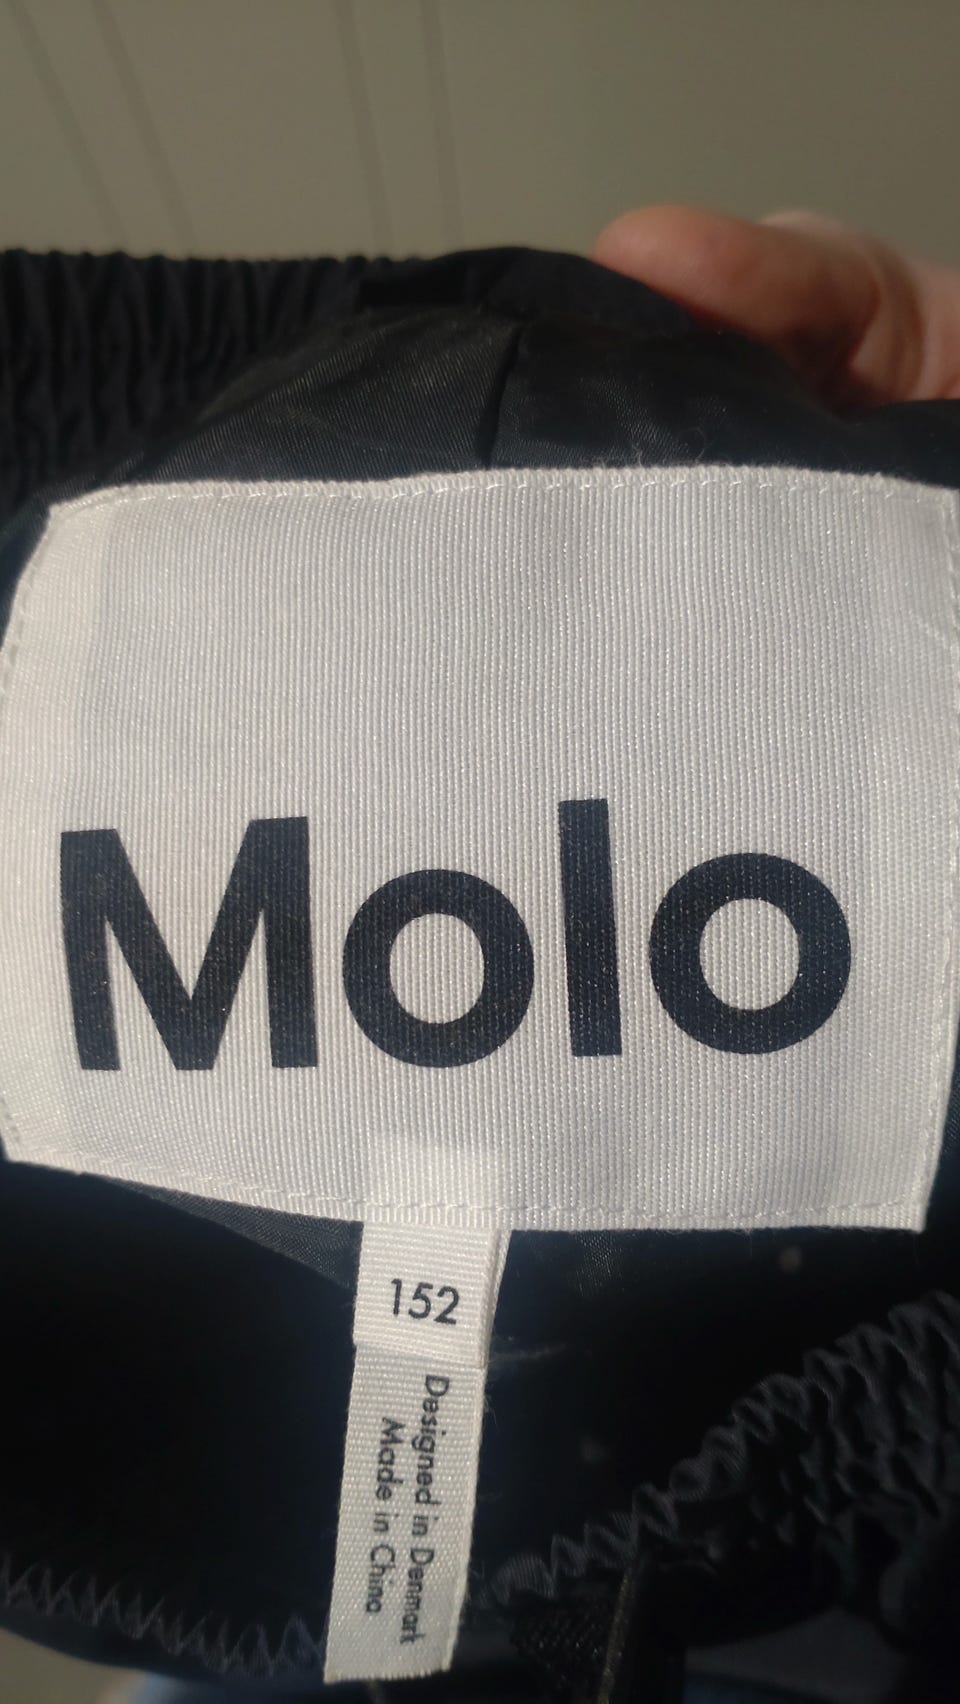 Molo
152
Designed in Denmark
Made in China